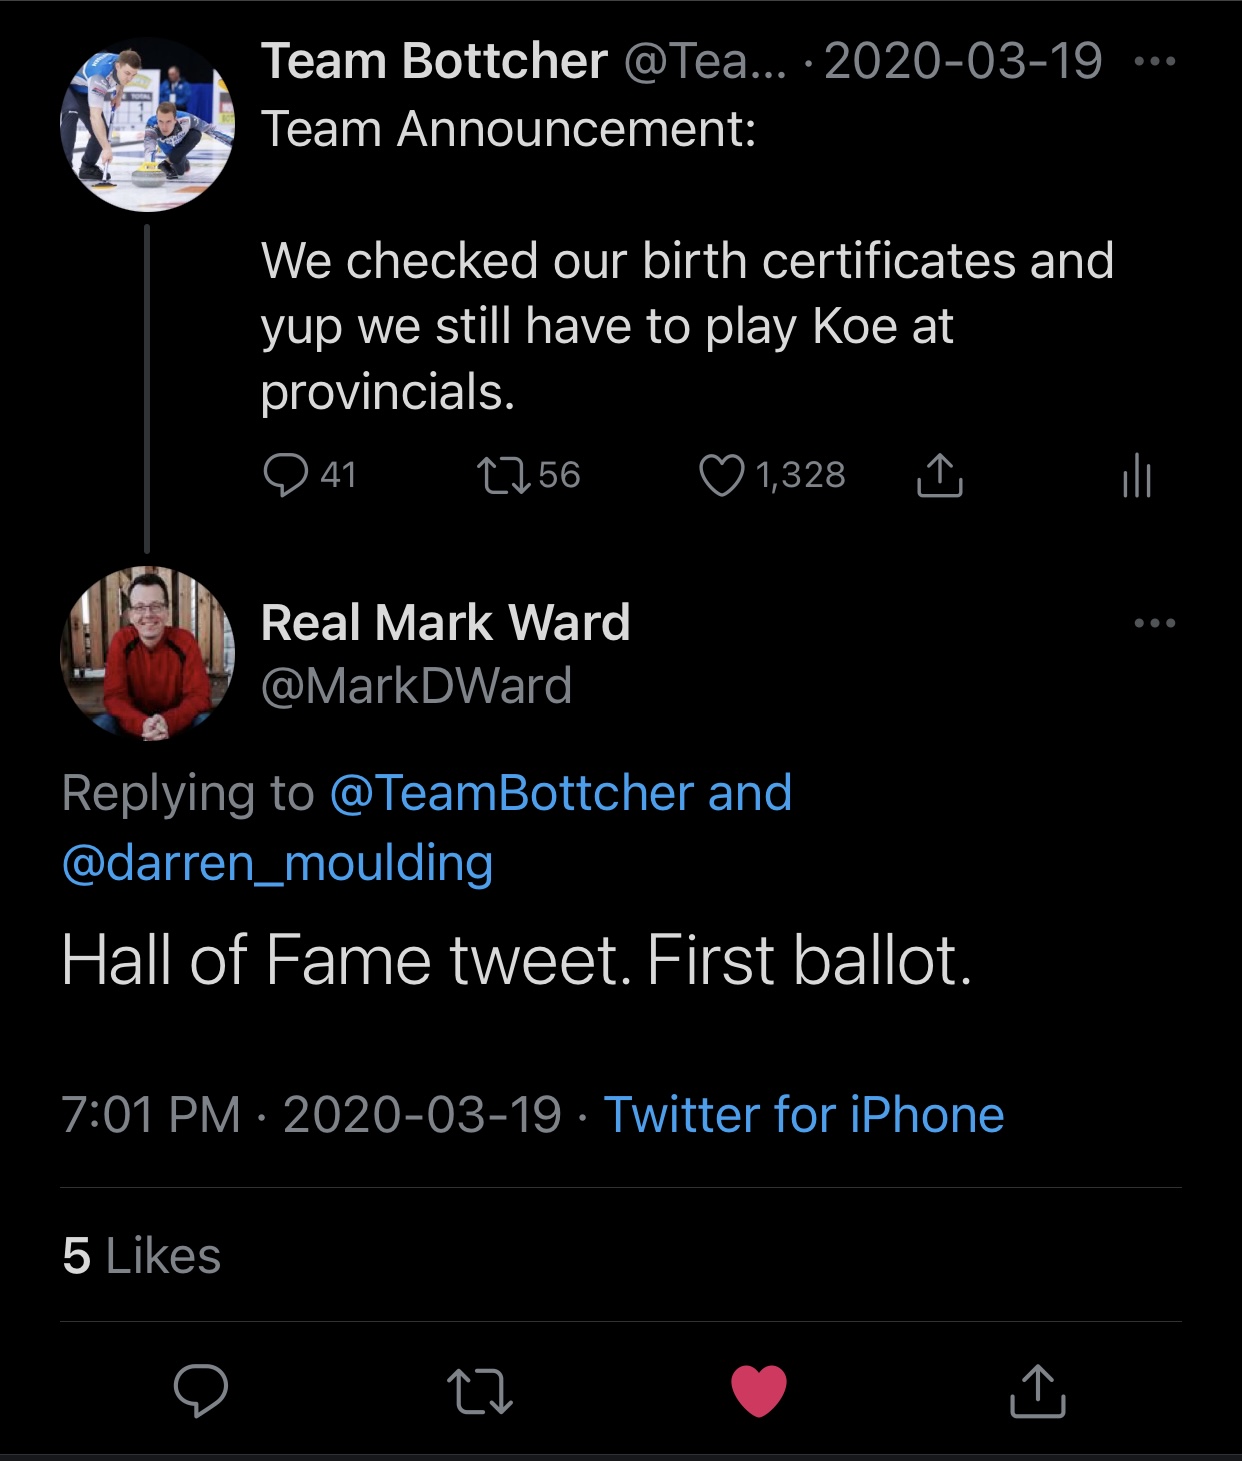 Team Bottcher @Tea... · 2020-03-19
Team Announcement:
We checked our birth certificates and
yup we still have to play Koe at
provincials.
41 56 1,328
Real Mark Ward
@MarkDWard
Replying to @TeamBottcher and
@darren_moulding
Hall of Fame tweet. First ballot.
7:01 PM · 2020-03-19 · Twitter for iPhone
5 Likes